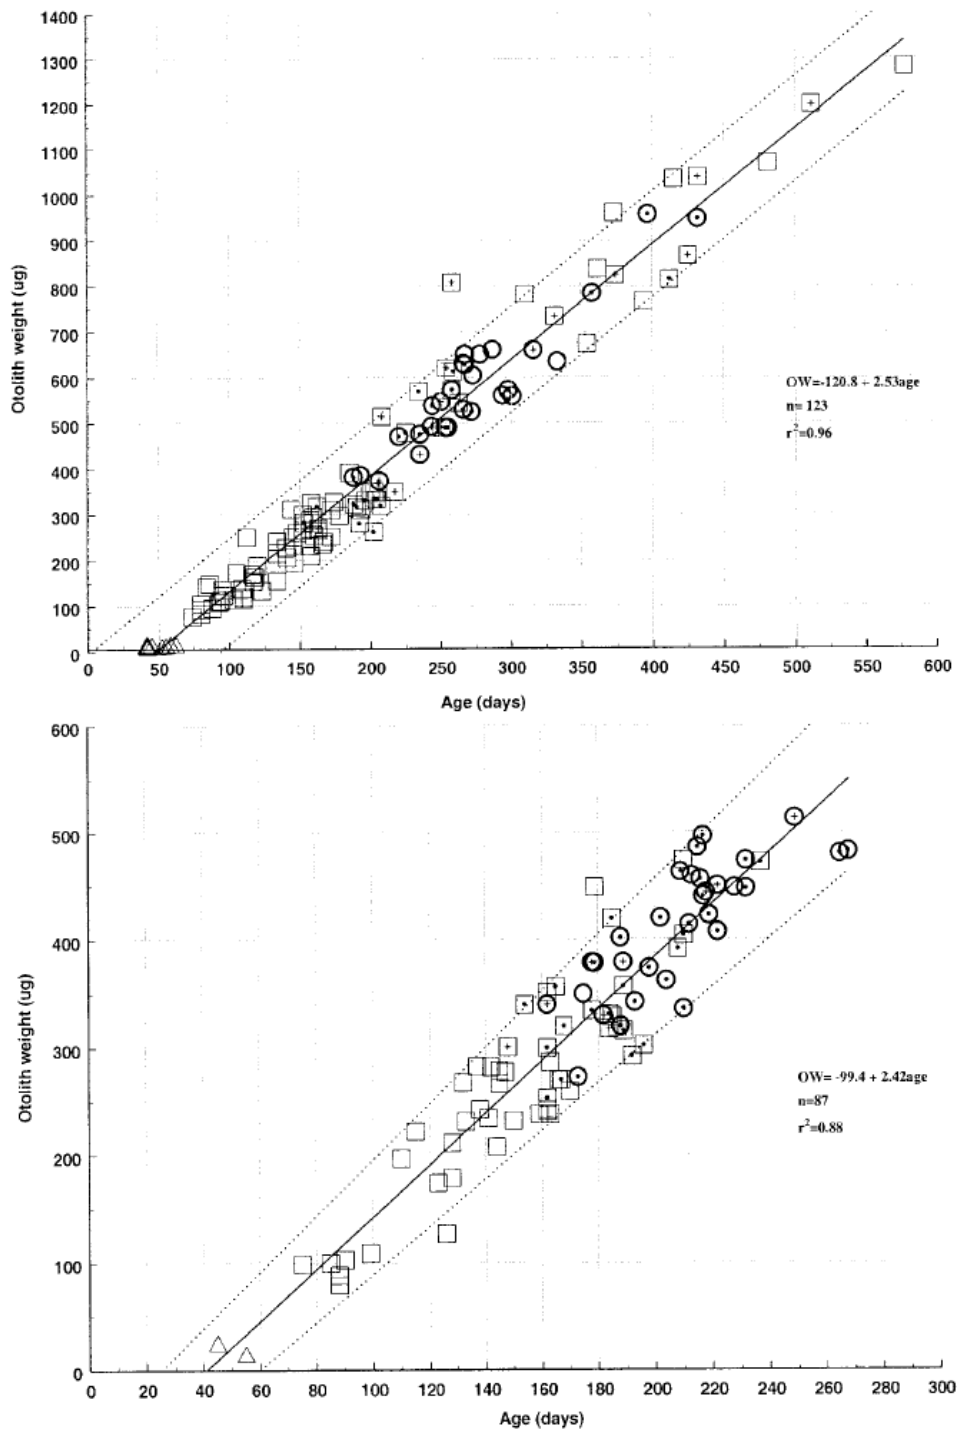 1400
1300
1200
1100
1000
900
800
700
600
500
400
300
200
100
0
Otolith weight (ug)
OW=-120.8 + 2.53age
n= 123
r²=0.96
0 50 100 150 200 250 300 350 400 450 500 550 600
Age (days)
600
500
400
300
200
100
0
Otolith weight (ug)
OW= -99.4 + 2.42age
n=87
r²=0.88
0 20 40 60 80 100 120 140 160 180 200 220 240 260 280 300
Age (days)